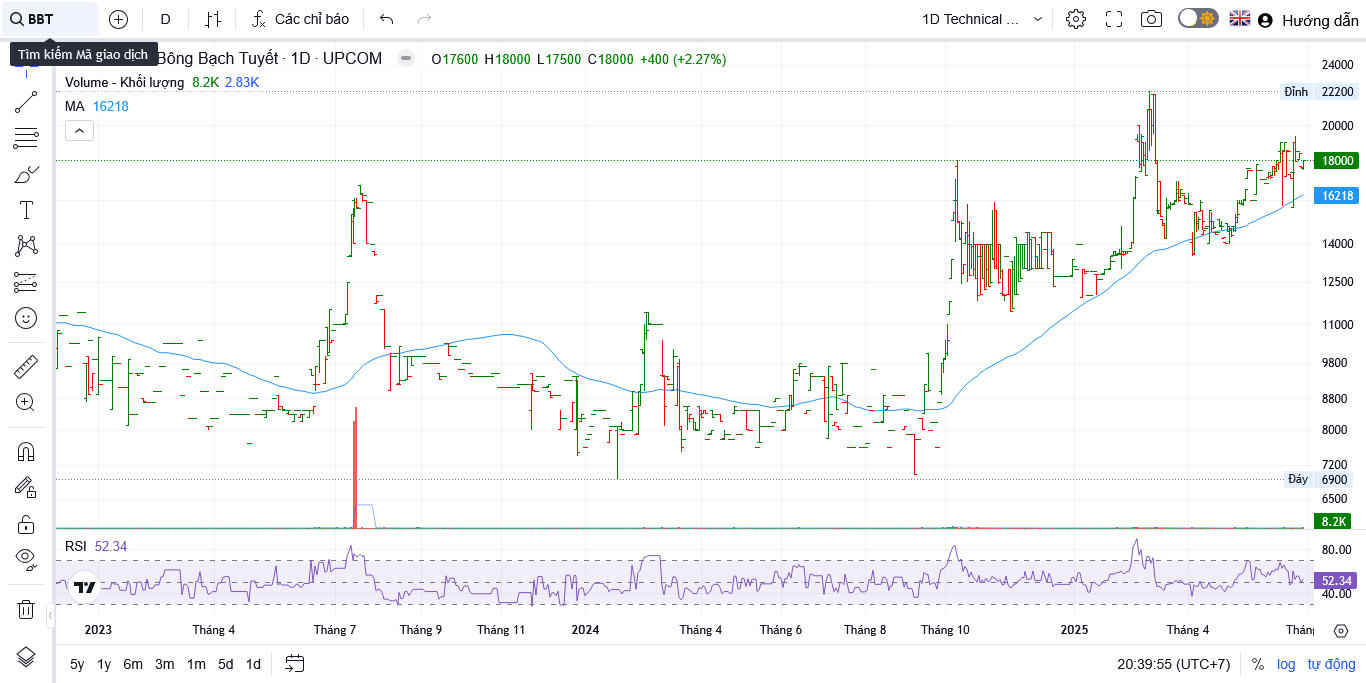 BBT
D
Các chỉ báo
1D Technical ...
Hướng dẫn
Tìm kiếm Mã giao dịch
Bông Bạch Tuyết · 1D · UPCOM
O17600 H18000 L17500 C18000 +400 (+2.27%)
Volume - Khối lượng 8.2K 2.83K
MA 16218
24000
Đỉnh 22200
20000
18000
16218
14000
12500
11000
9800
8800
8000
7200
Đáy 6900
6500
8.2K
RSI 52.34
80.00
52.34
40.00
2023 Tháng 4 Tháng 7 Tháng 9 Tháng 11 2024 Tháng 4 Tháng 6 Tháng 8 Tháng 10 2025 Tháng 4 Tháng
5y 1y 6m 3m 1m 5d 1d
20:39:55 (UTC+7) % log tự động